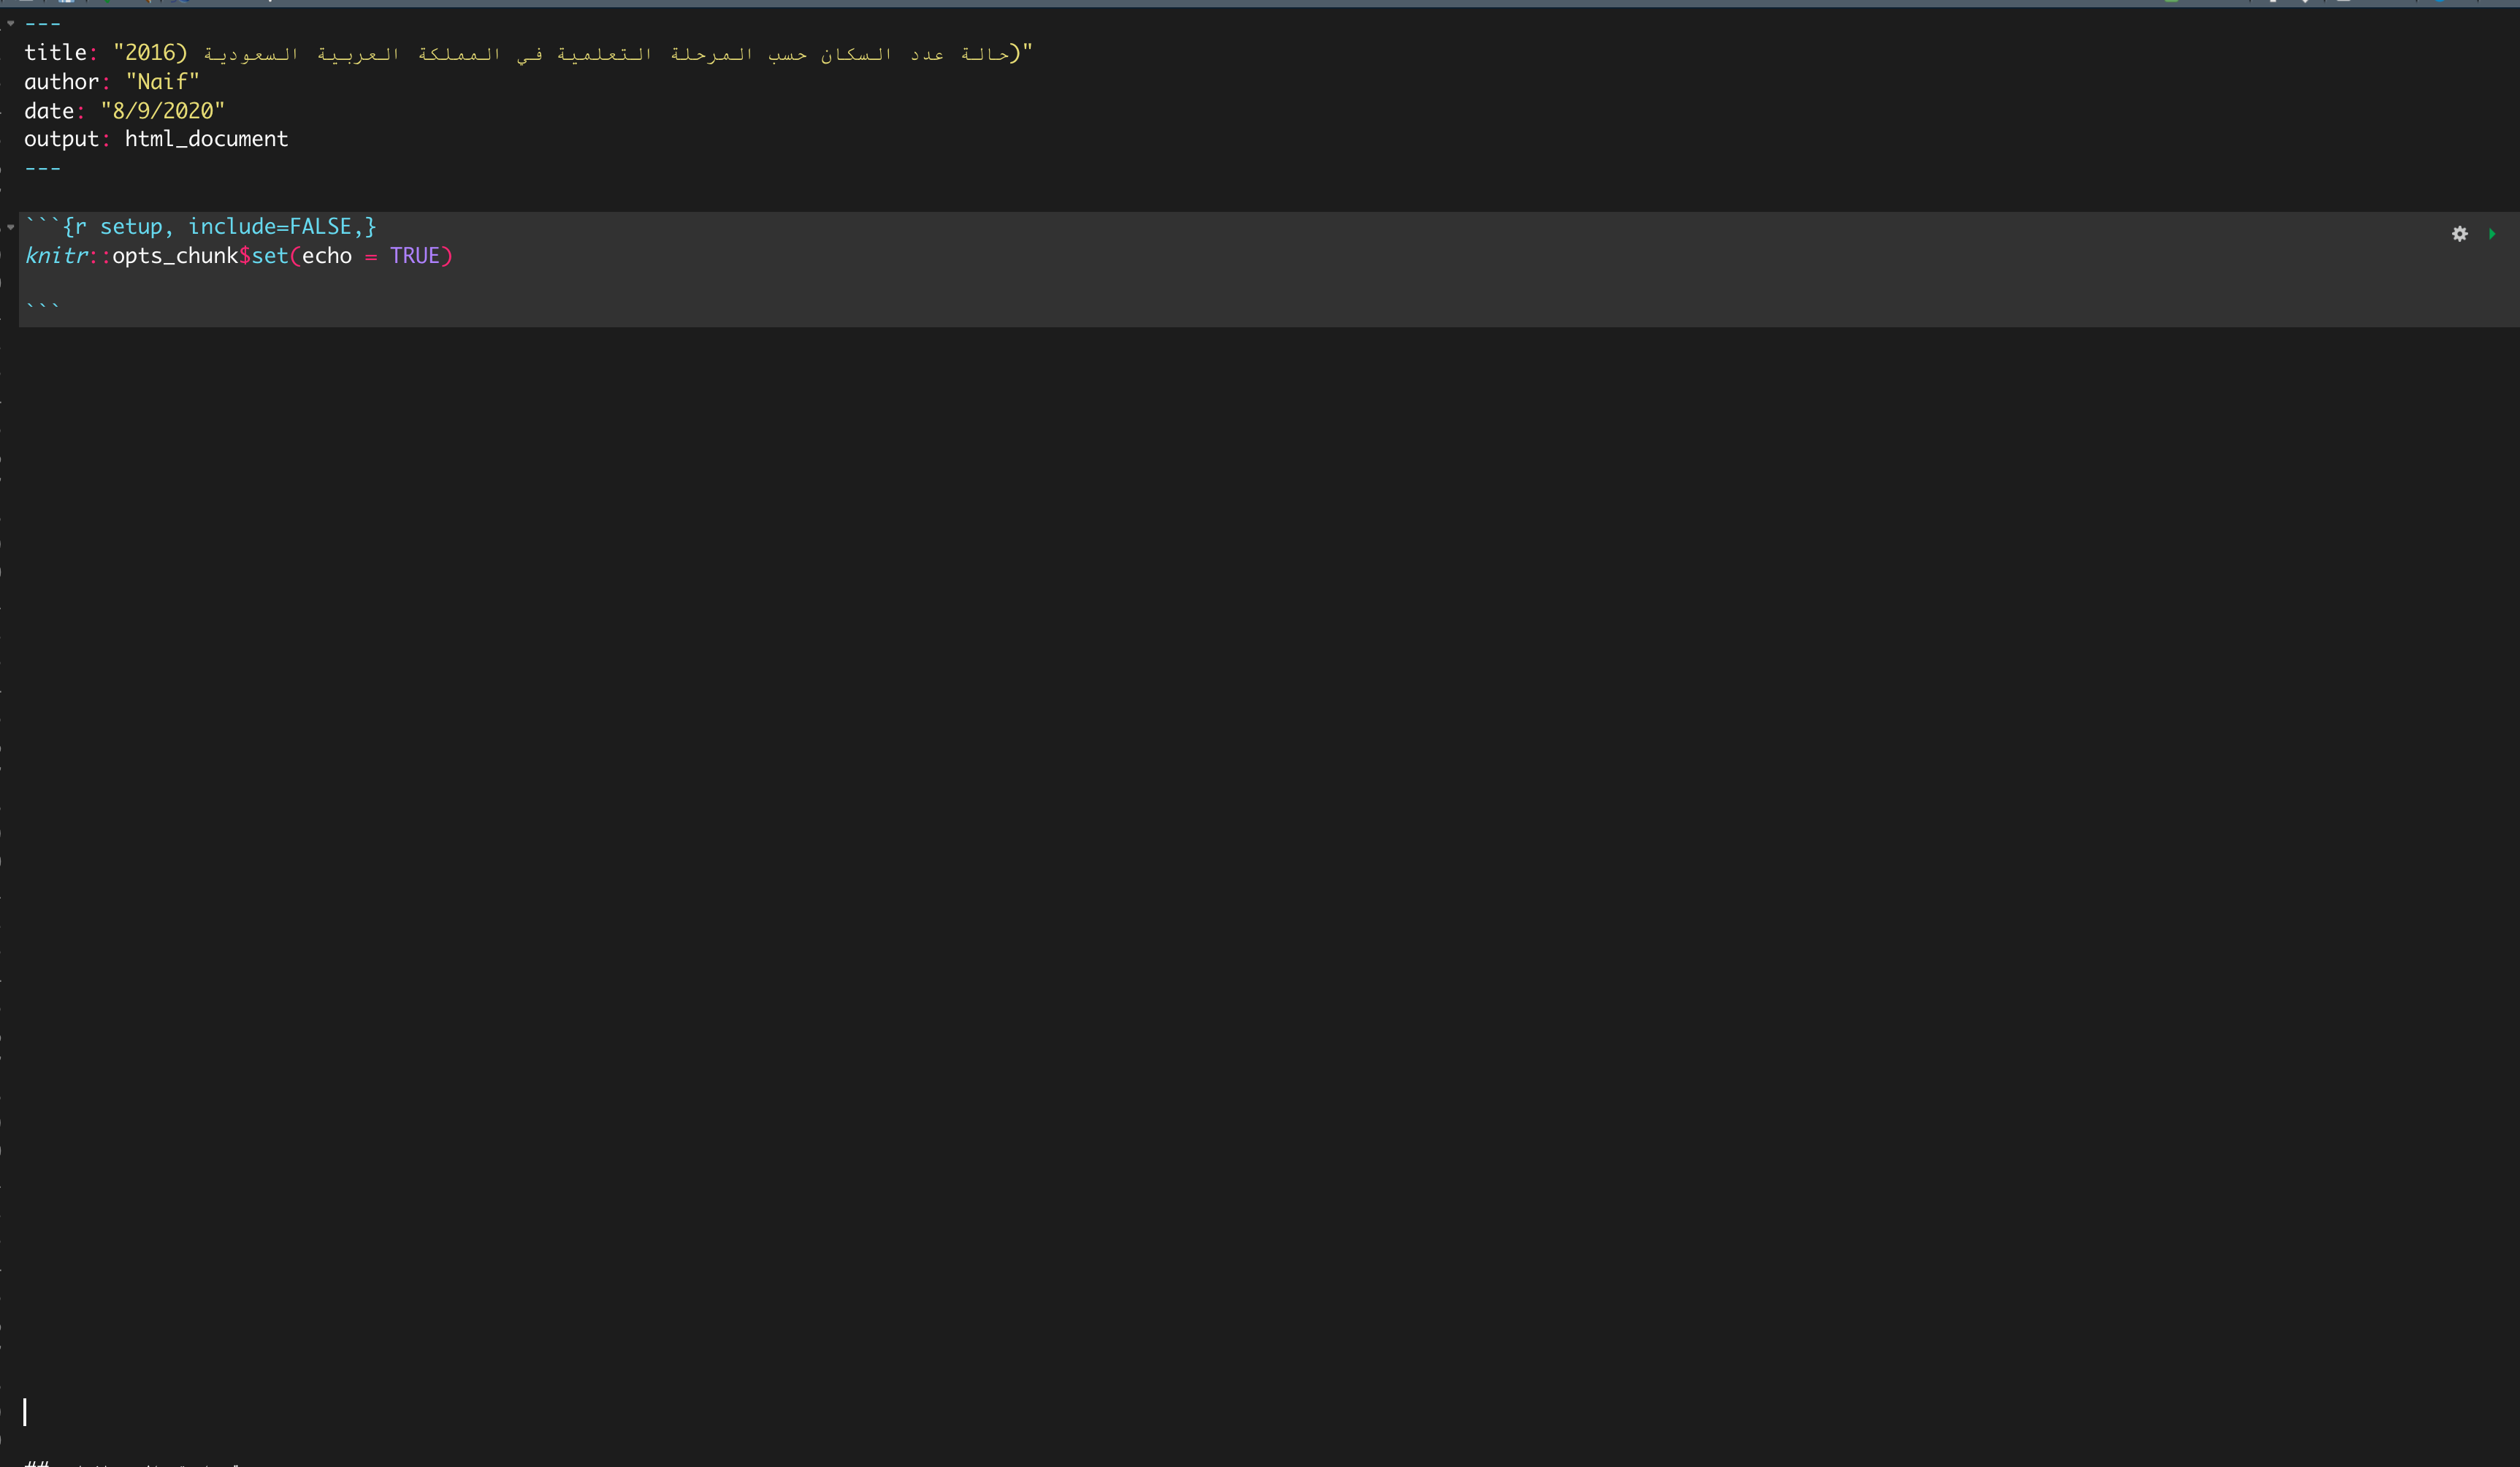 ---
title: "حالة عدد السكان حسب المرحلة التعلمية في المملكة العربية السعودية (2016)"
author: "Naif"
date: "8/9/2020"
output: html_document
---
```{r setup, include=FALSE,}
knitr::opts_chunk$set(echo = TRUE)
```
##